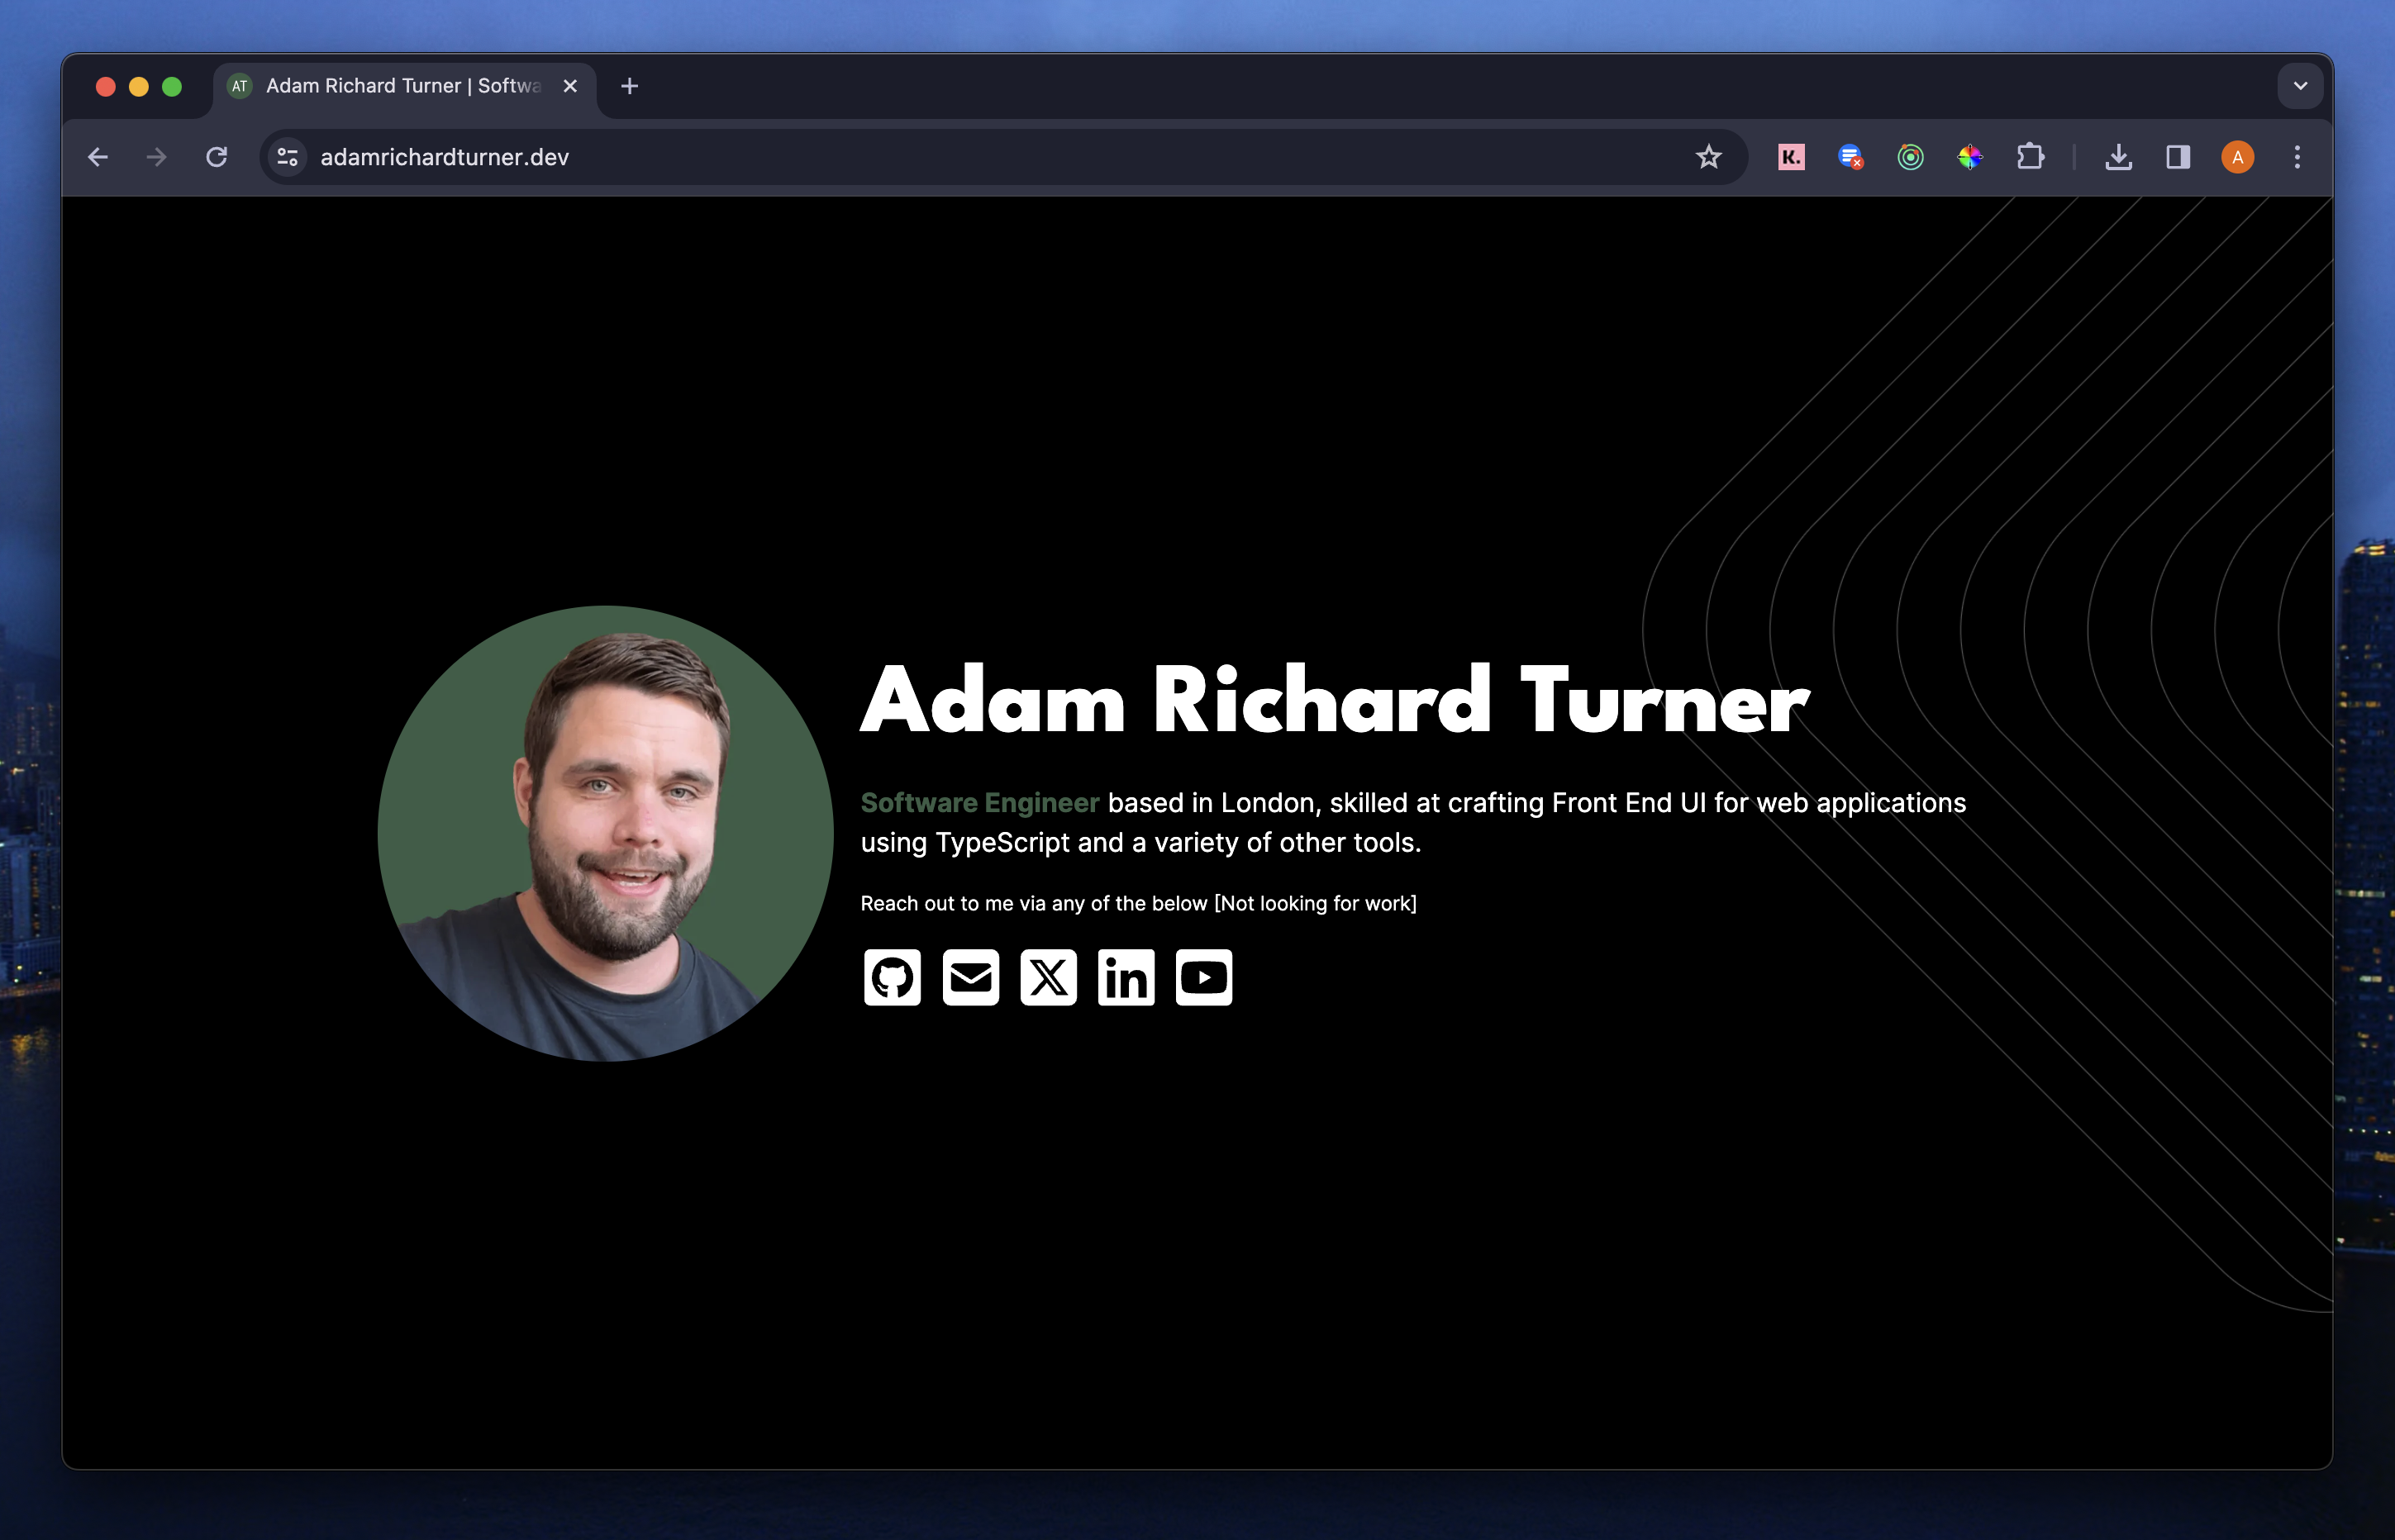 AT Adam Richard Turner | Softwa
adamrichardturner.dev
K.
A
Adam Richard Turner
Software Engineer based in London, skilled at crafting Front End UI for web applications
using TypeScript and a variety of other tools.
Reach out to me via any of the below [Not looking for work]
X in